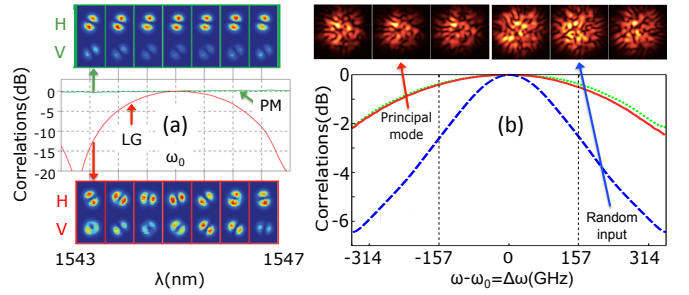 H
V
Correlations(dB)
0
-5
-10
-15
-20
PM
LG
(a)
ω₀
H
V
1543
1547
λ(nm)
Correlations(dB)
0
-2
-4
-6
(b)
Principal
mode
Random
input
-314
-157
0
157
314
ω-ω₀=Δω(GHz)